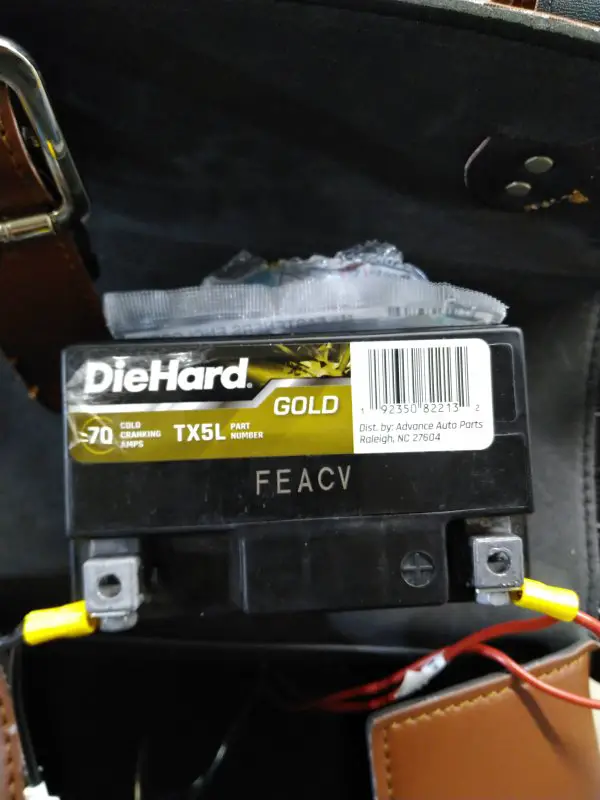 DieHard.
GOLD
70 COLD CRANKING AMPS
TX5L PART NUMBER
1 92350 82213 2
Dist. by: Advance Auto Parts
Raleigh, NC 27604
FEACV
+